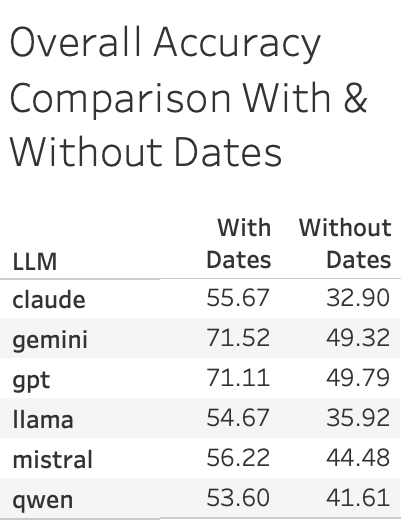 Overall Accuracy
Comparison With &
Without Dates
With Without
LLM Dates Dates
claude 55.67 32.90
gemini 71.52 49.32
gpt 71.11 49.79
llama 54.67 35.92
mistral 56.22 44.48
qwen 53.60 41.61